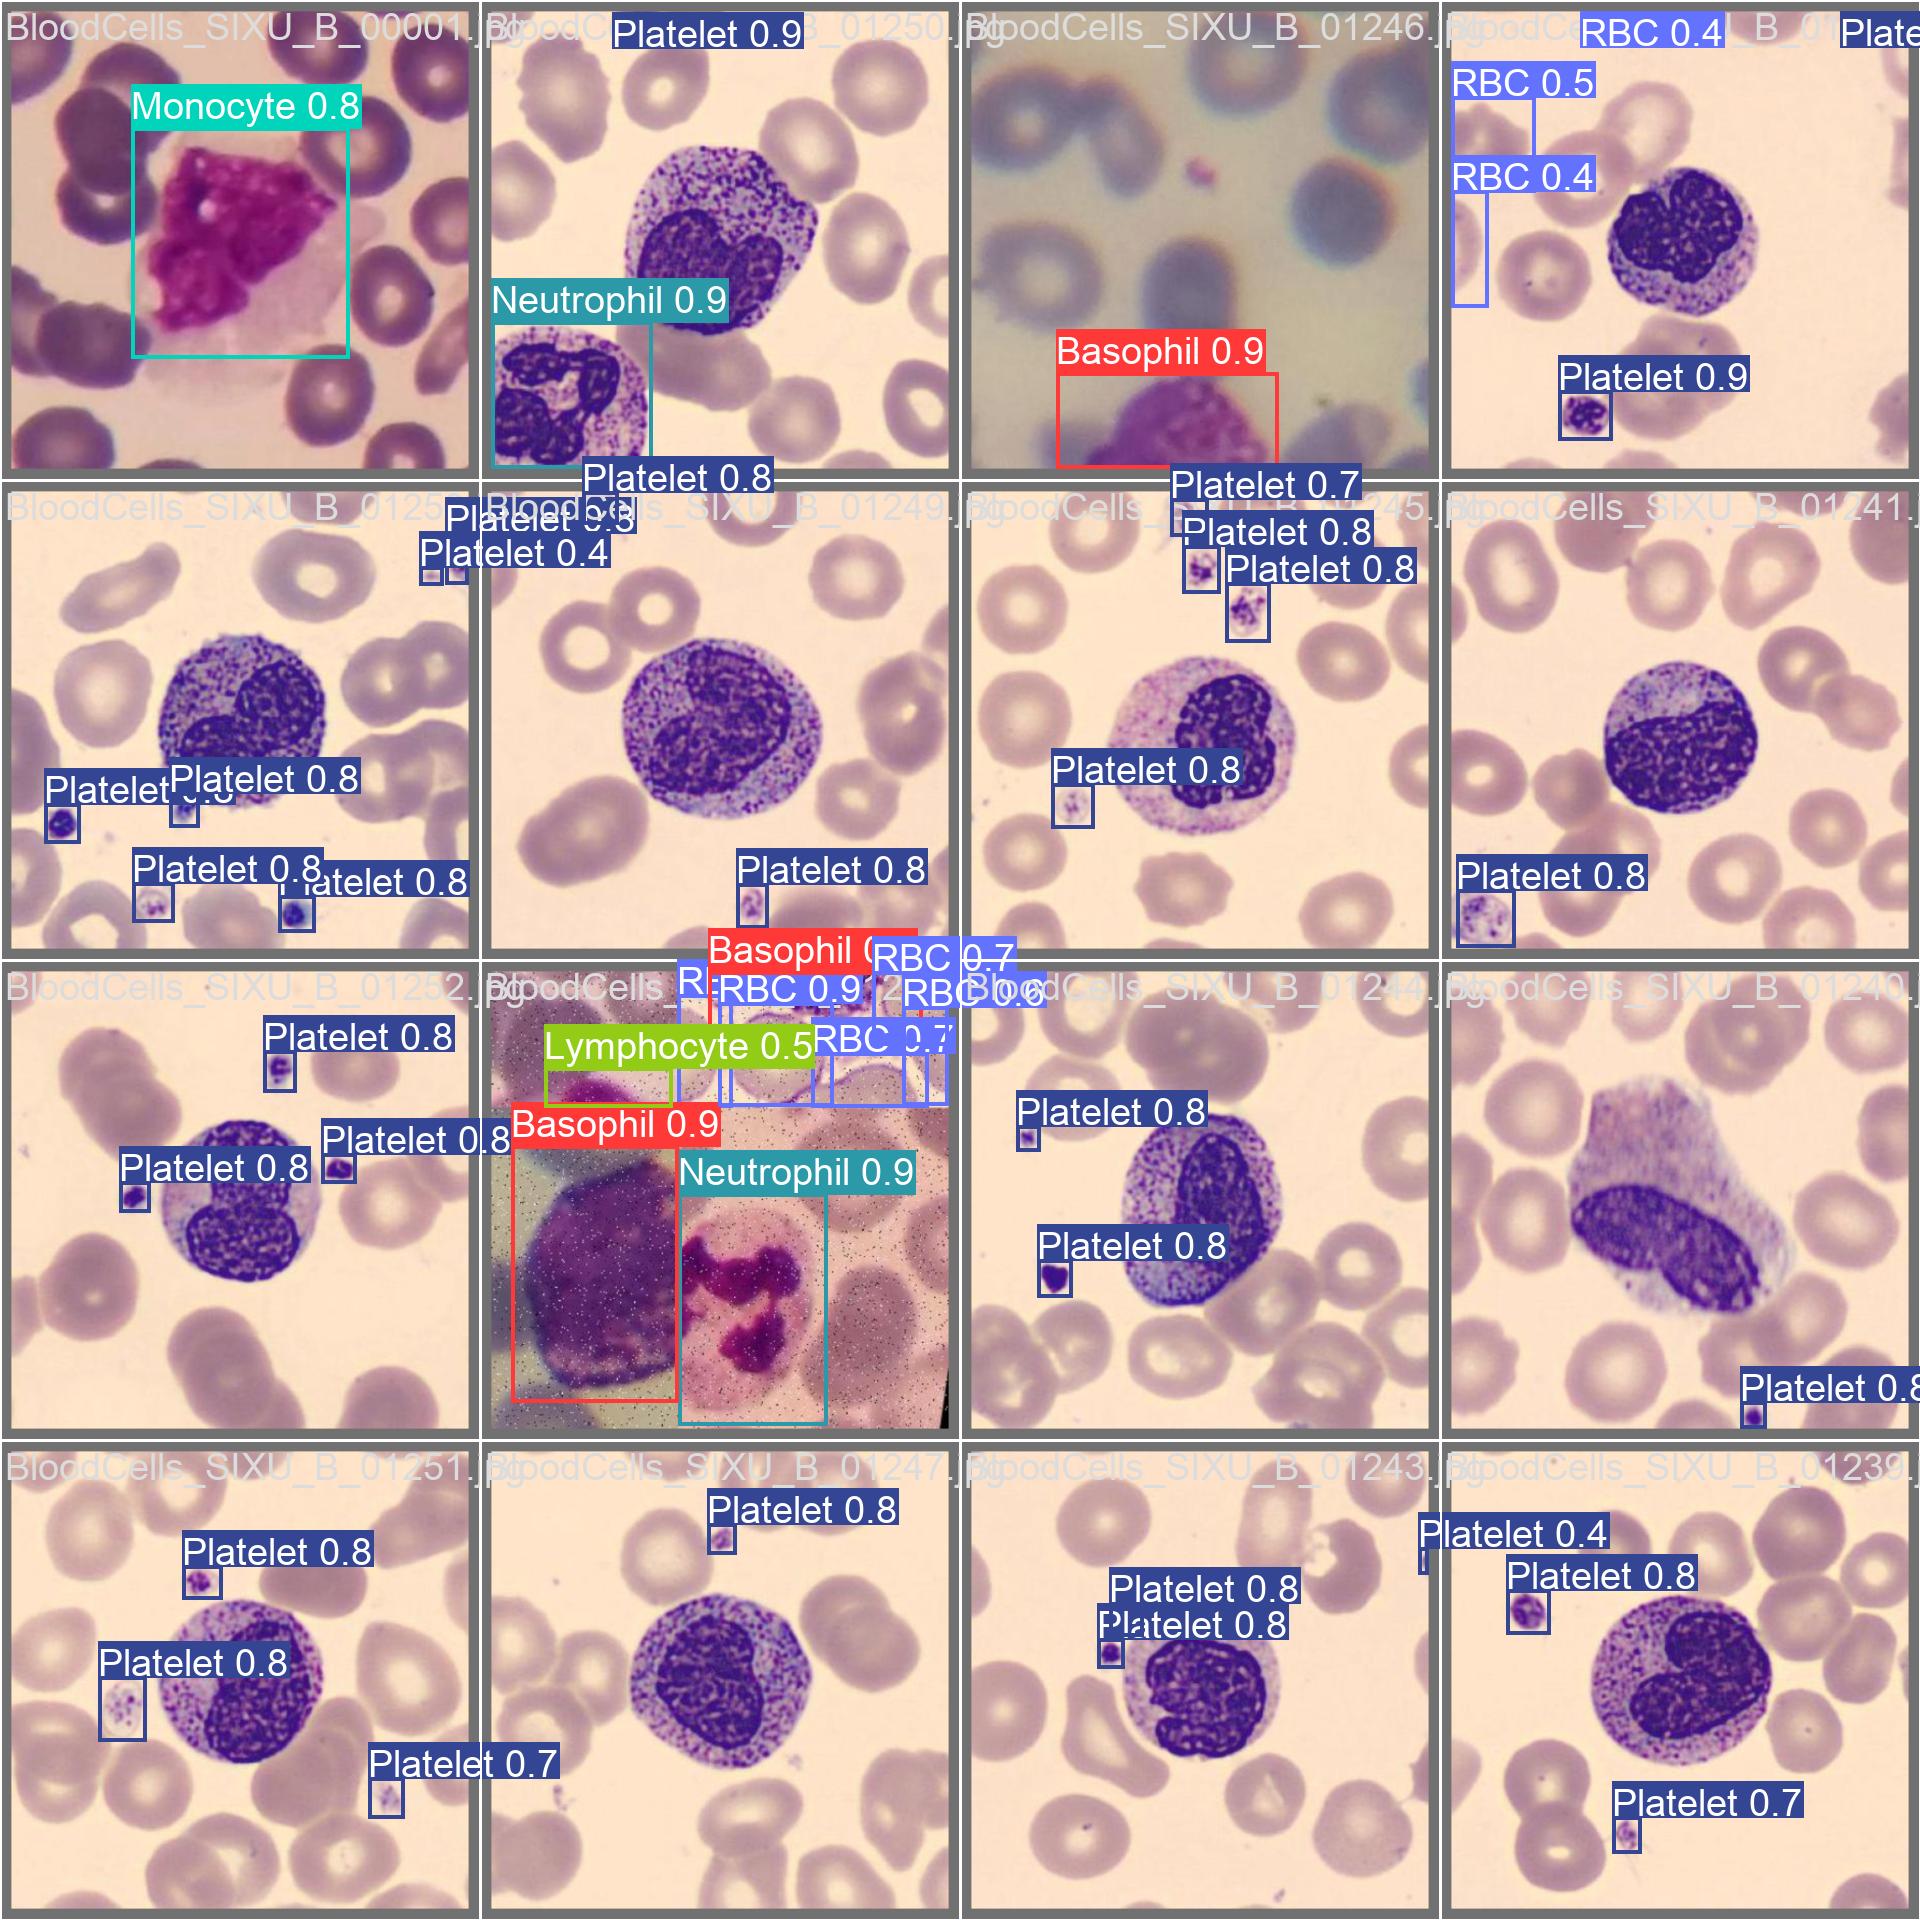 BloodCells_SIXU_B_00001.jpg
Monocyte 0.8
Platelet 0.9
Neutrophil 0.9
BloodCells_SIXU_B_01246.jpg
Basophil 0.9
RBC 0.4
RBC 0.5
RBC 0.4
Platelet 0.9
Platelet 0.4
Platelet 0.8
Platelet 0.8
Platelet 0.8
BloodCells_SIXU_B_01249.jpg
Platelet 0.8
Platelet 0.8
Platelet 0.7
Platelet 0.8
Platelet 0.8
Platelet 0.8
BloodCells_SIXU_B_01241.
Platelet 0.8
BloodCells_SIXU_B_01252.jpg
Platelet 0.8
Platelet 0.8
Platelet 0.8
Basophil
RBC 0.7
RBC 0.9
RBC 0.6
Lymphocyte 0.5
RBC 0.7
Basophil 0.9
Neutrophil 0.9
BloodCells_SIXU_B_01244.jpg
Platelet 0.8
Platelet 0.8
BloodCells_SIXU_B_01240.
Platelet 0.8
BloodCells_SIXU_B_01251.jpg
Platelet 0.8
Platelet 0.8
Platelet 0.7
BloodCells_SIXU_B_01247.jpg
Platelet 0.8
BloodCells_SIXU_B_01243.jpg
Platelet 0.8
Platelet 0.8
Platelet 0.4
BloodCells_SIXU_B_01239.
Platelet 0.8
Platelet 0.7